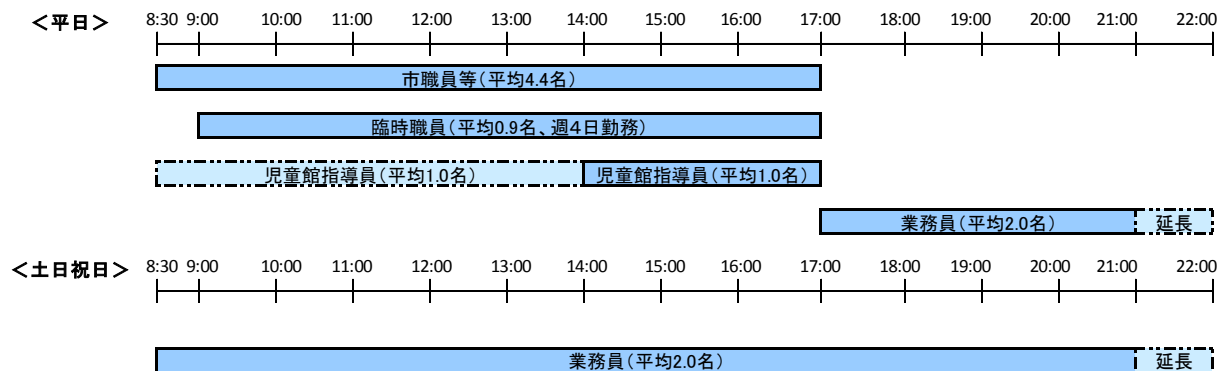 ＜平日＞ 8:30 9:00 10:00 11:00 12:00 13:00 14:00 15:00 16:00 17:00 18:00 19:00 20:00 21:00 22:00
市職員等（平均4.4名）
臨時職員（平均0.9名、週４日勤務）
児童館指導員（平均1.0名） 児童館指導員（平均1.0名）
業務員（平均2.0名） 延長
＜土日祝日＞ 8:30 9:00 10:00 11:00 12:00 13:00 14:00 15:00 16:00 17:00 18:00 19:00 20:00 21:00 22:00
業務員（平均2.0名） 延長